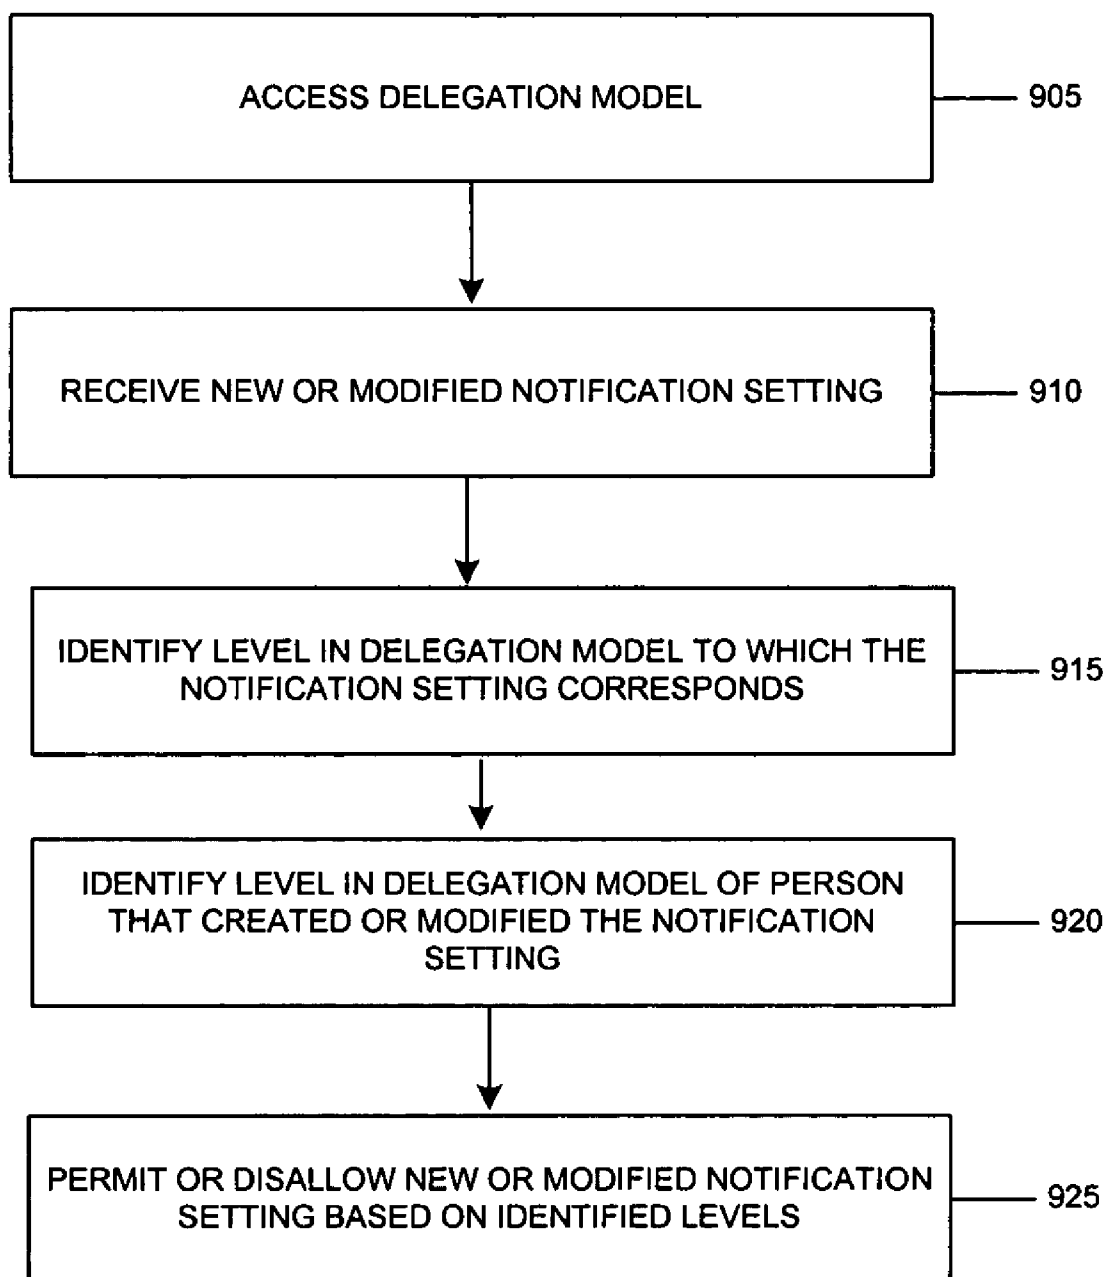 ACCESS DELEGATION MODEL
905
RECEIVE NEW OR MODIFIED NOTIFICATION SETTING
910
IDENTIFY LEVEL IN DELEGATION MODEL TO WHICH THE
NOTIFICATION SETTING CORRESPONDS
915
IDENTIFY LEVEL IN DELEGATION MODEL OF PERSON
THAT CREATED OR MODIFIED THE NOTIFICATION
SETTING
920
PERMIT OR DISALLOW NEW OR MODIFIED NOTIFICATION
SETTING BASED ON IDENTIFIED LEVELS
925